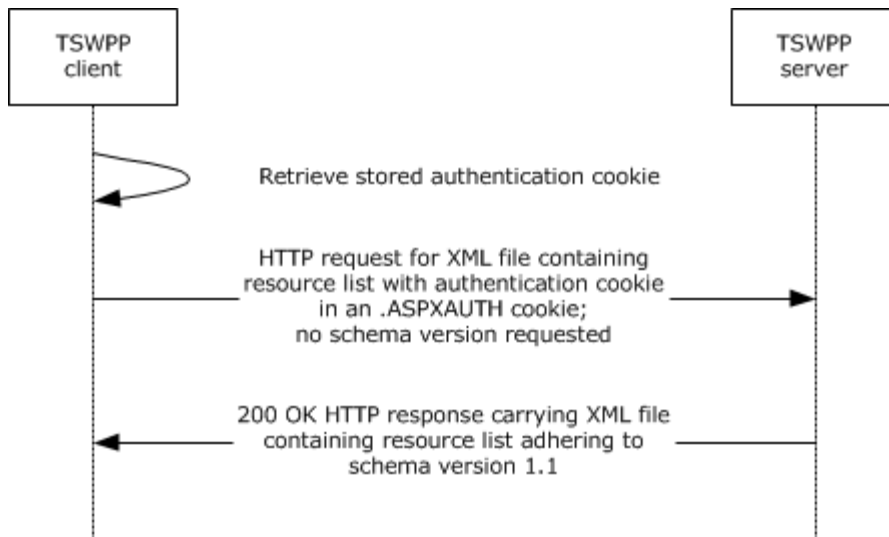 TSWPP
client
TSWPP
server
Retrieve stored authentication cookie
HTTP request for XML file containing
resource list with authentication cookie
in an .ASPXAUTH cookie;
no schema version requested
200 OK HTTP response carrying XML file
containing resource list adhering to
schema version 1.1